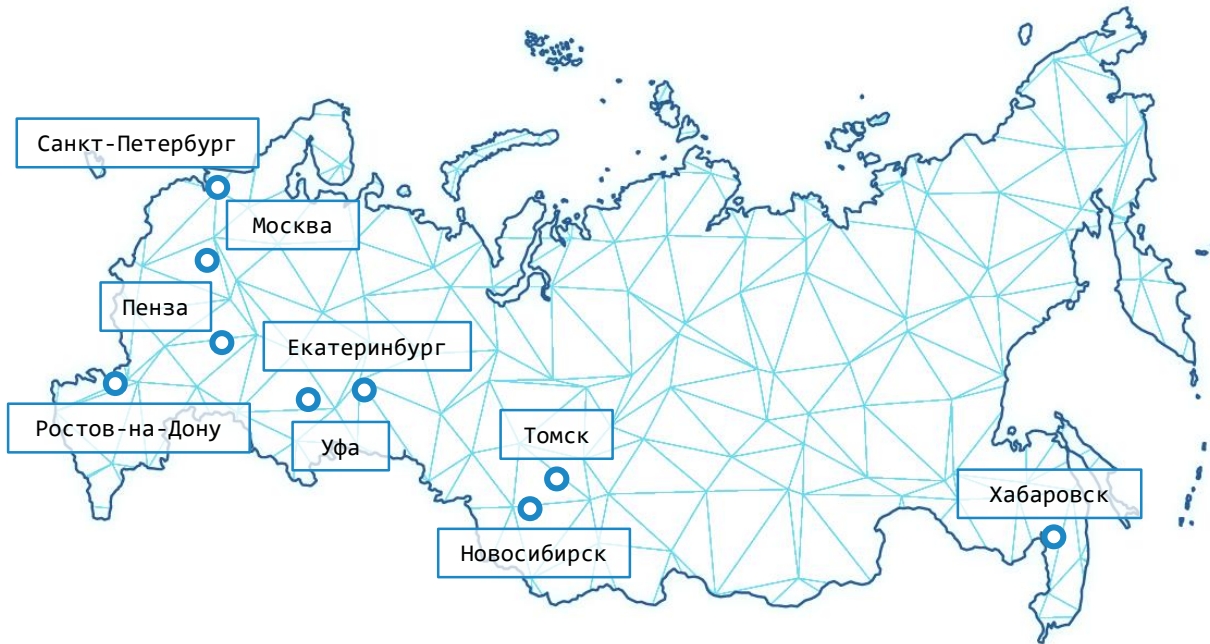 Санкт-Петербург
Москва
Пенза
Екатеринбург
Ростов-на-Дону
Уфа
Томск
Новосибирск
Хабаровск